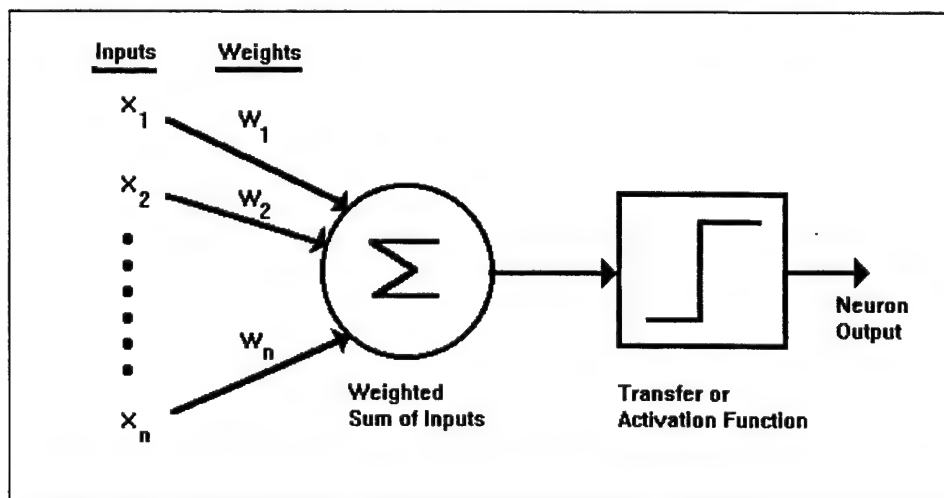 Inputs Weights
X1 W1
X2 W2
Σ
Wn
Xn
Neuron
Output
Weighted
Sum of Inputs
Transfer or
Activation Function